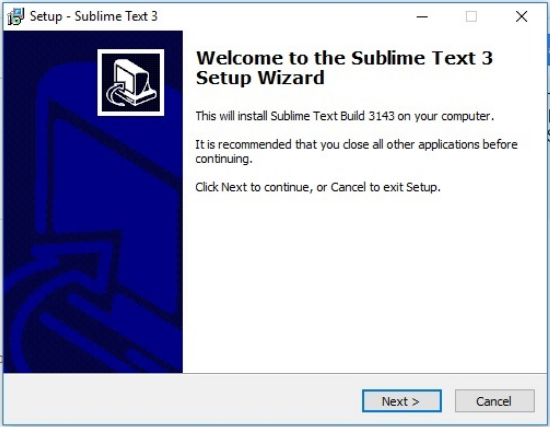 Setup - Sublime Text 3
Welcome to the Sublime Text 3
Setup Wizard
This will install Sublime Text Build 3143 on your computer.
It is recommended that you close all other applications before
continuing.
Click Next to continue, or Cancel to exit Setup.
Next >
Cancel